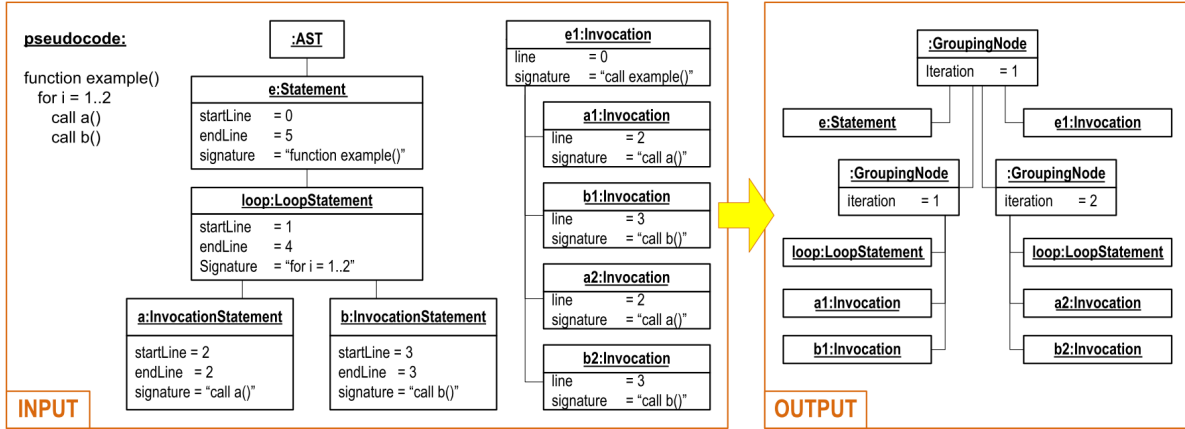 pseudocode:
function example()
for i = 1..2
call a()
call b()
:AST
e:Statement
startLine = 0
endLine = 5
signature = “function example()”
loop:LoopStatement
startLine = 1
endLine = 4
Signature = “for i = 1..2”
a:InvocationStatement
startLine = 2
endLine = 2
signature = “call a()”
b:InvocationStatement
startLine = 3
endLine = 3
signature = “call b()”
e1:Invocation
line = 0
signature = “call example()”
a1:Invocation
line = 2
signature = “call a()”
b1:Invocation
line = 3
signature = “call b()”
a2:Invocation
line = 2
signature = “call a()”
b2:Invocation
line = 3
signature = “call b()”
INPUT
:GroupingNode
Iteration = 1
e:Statement
e1:Invocation
:GroupingNode
iteration = 1
:GroupingNode
iteration = 2
loop:LoopStatement
loop:LoopStatement
a1:Invocation
a2:Invocation
b1:Invocation
b2:Invocation
OUTPUT